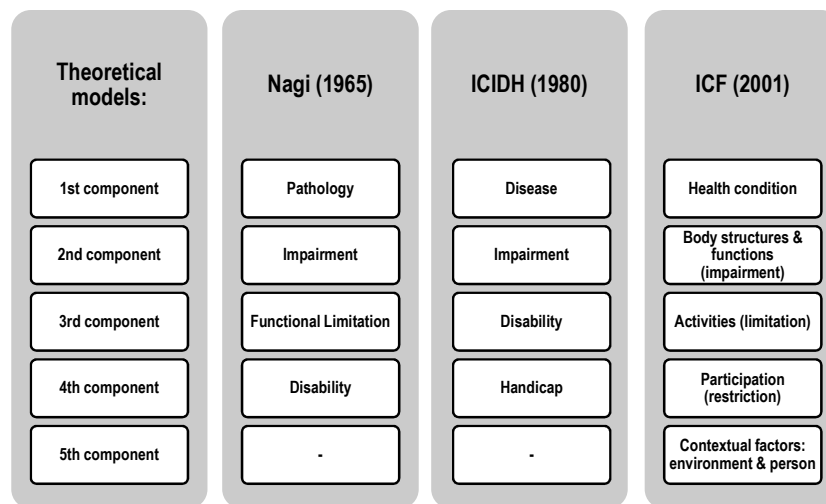 Theoretical
models:
1st component
2nd component
3rd component
4th component
5th component
Nagi (1965)
Pathology
Impairment
Functional Limitation
Disability
-
ICIDH (1980)
Disease
Impairment
Disability
Handicap
-
ICF (2001)
Health condition
Body structures &
functions
(impairment)
Activities (limitation)
Participation
(restriction)
Contextual factors:
environment & person